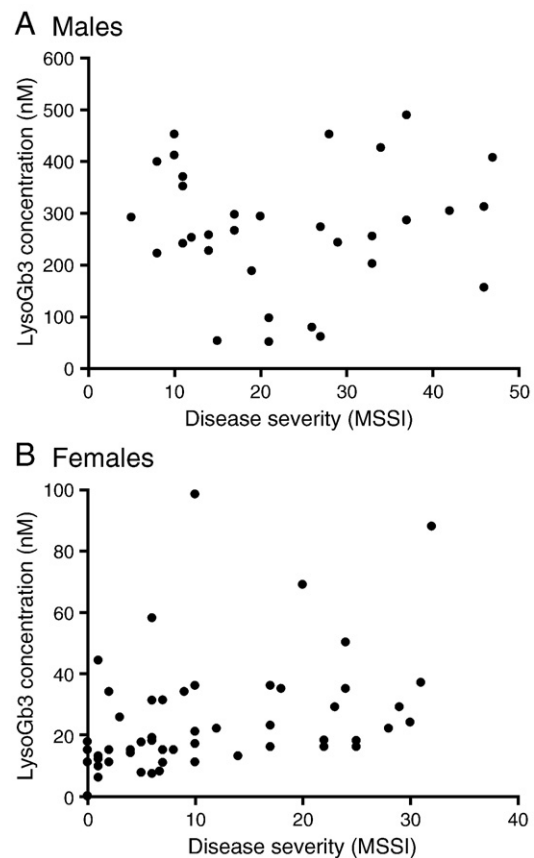 A Males
600
500
400
300
200
100
0
LysoGb3 concentration (nM)
0 10 20 30 40 50
Disease severity (MSSI)
B Females
100
80
60
40
20
0
LysoGb3 concentration (nM)
0 10 20 30 40
Disease severity (MSSI)